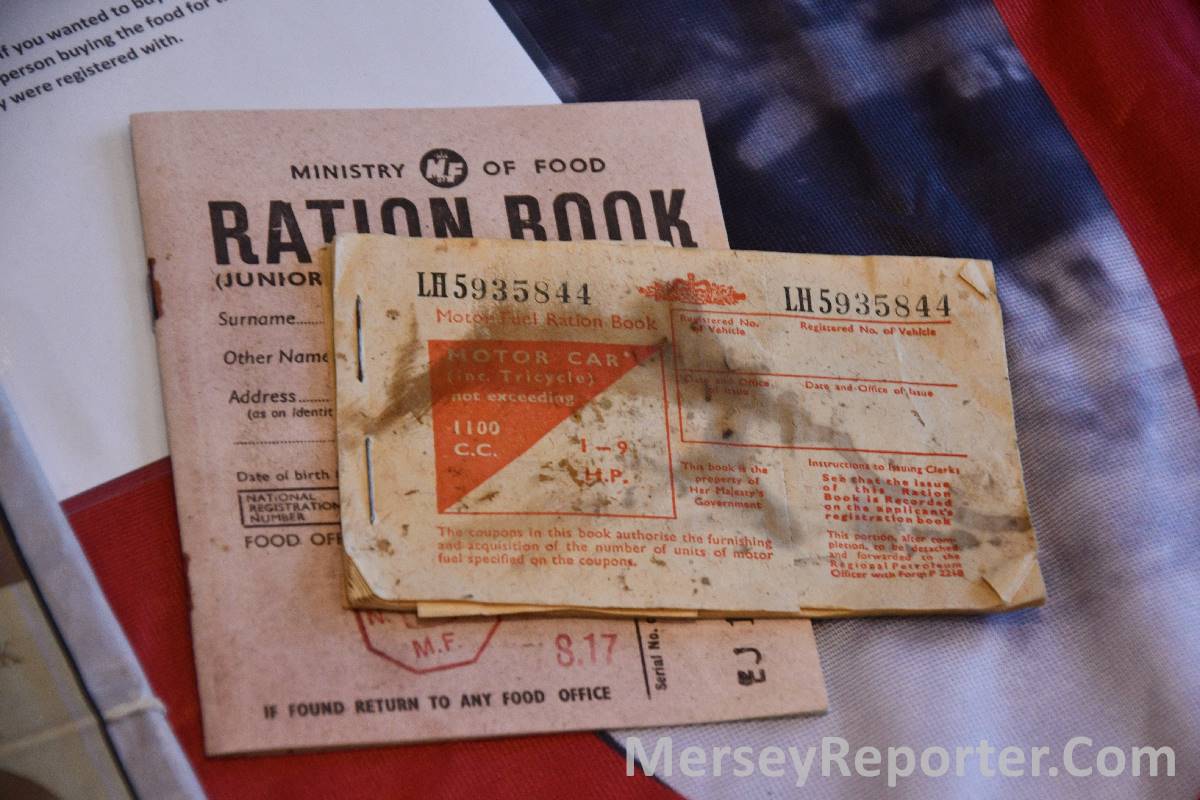 if you wanted to buy
person buying the food for
y were registered with.
MINISTRY MF OF FOOD
RATION BOOK
(JUNIOR
Surname......
Other Name
Address......
(as on Identit
Date of birth
NATIONAL
REGISTRATION
NUMBER
FOOD OFF
M.F.
8.17
Serial No.
EJ 1
IF FOUND RETURN TO ANY FOOD OFFICE
LH5935844
LH5935844
Motor Fuel Ration Book
MOTOR CAR
(inc. Tricycle)
not exceeding
1100
C.C.
1-9
H.P.
The coupons in this book authorise the furnishing
and acquisition of the number of units of motor
fuel specified on the coupons.
Registered No.
of Vehicle
Registered No. of Vehicle
Date and Office
of Issue
Date and Office of Issue
This book is the
property of
Her Majesty's
Government
Instructions to Issuing Clerks
See that the issue
of this Ration
Book is Recorded
on the applicant's
registration book
This portion, after com-
pletion, to be detached
and forwarded to the
Regional Petroleum
Officer with Form P 2248
MerseyReporter.Com